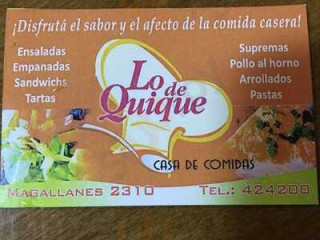 ¡Disfrutá el sabor y el afecto de la comida casera!
Ensaladas
Empanadas
Sandwichs
Tartas
Lo de
Quique
Supremas
Pollo al horno
Arrollados
Pastas
CASA DE COMIDAS
MAGALLANES 2310
TEL.: 424200